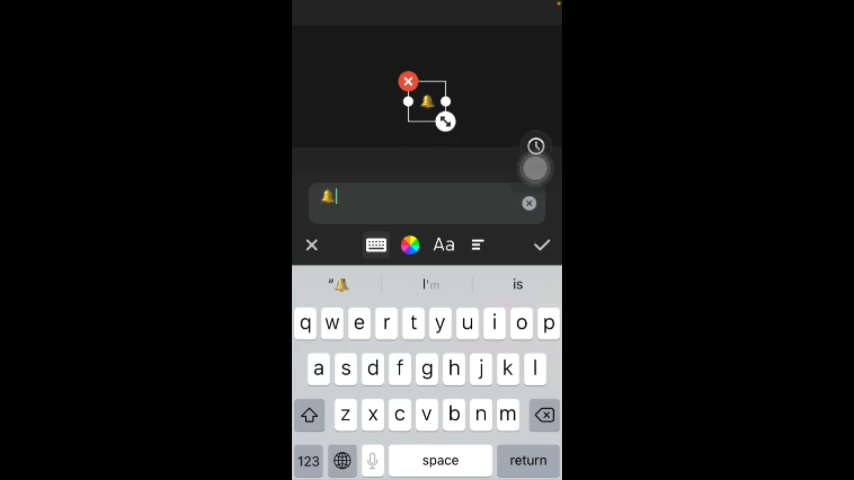 🔔
Aa
"🔔 I'm is
q w e r t y u i o p
a s d f g h j k l
z x c v b n m
123 space return